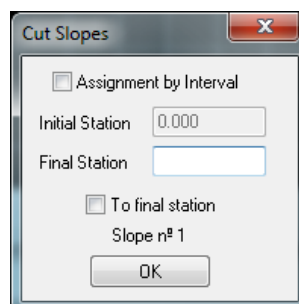 Cut Slopes
Assignment by Interval
Initial Station 0.000
Final Station
To final station
Slope nº 1
OK